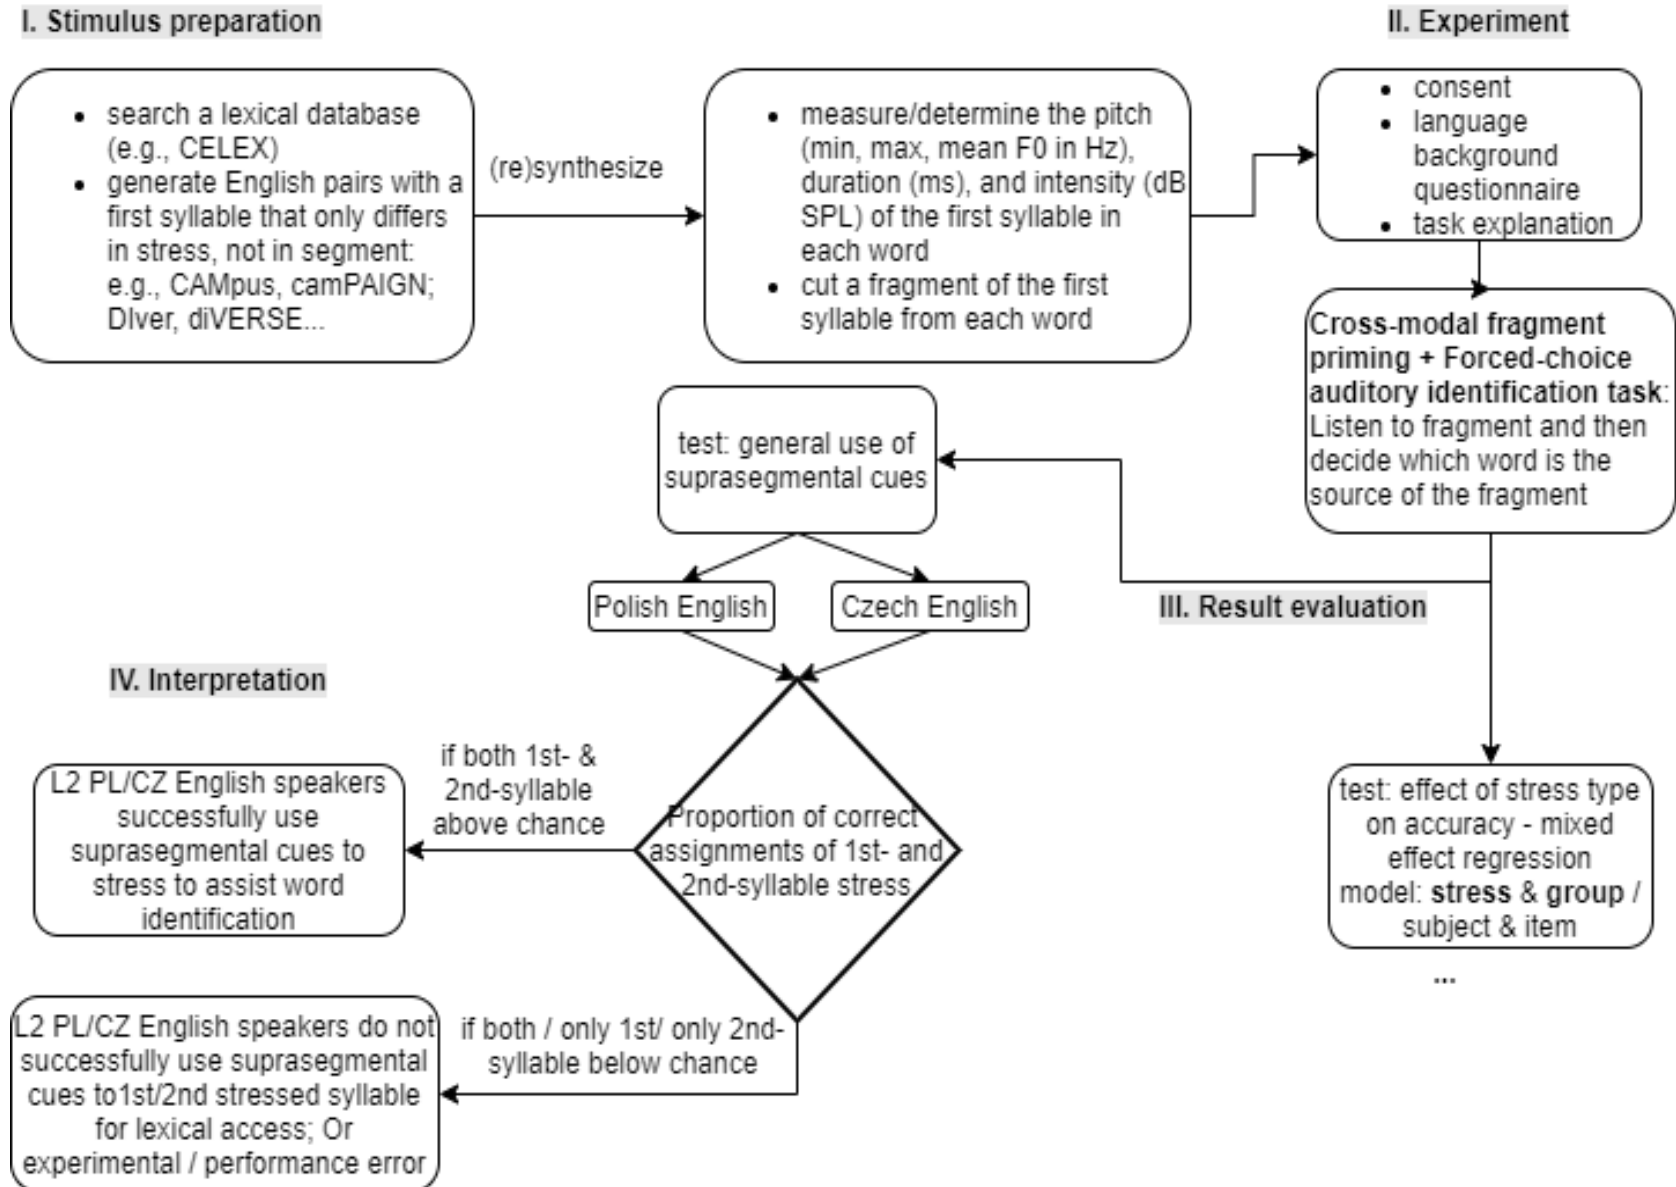 I. Stimulus preparation
• search a lexical database
(e.g., CELEX)
• generate English pairs with a
first syllable that only differs
in stress, not in segment:
e.g., CAMpus, camPAIGN;
DIver, diVERSE...
(re)synthesize
• measure/determine the pitch
(min, max, mean F0 in Hz),
duration (ms), and intensity (dB
SPL) of the first syllable in
each word
• cut a fragment of the first
syllable from each word
II. Experiment
• consent
• language
background
questionnaire
• task explanation
Cross-modal fragment
priming + Forced-choice
auditory identification task:
Listen to fragment and then
decide which word is the
source of the fragment
III. Result evaluation
test: general use of
suprasegmental cues
Polish English
Czech English
test: effect of stress type
on accuracy - mixed
effect regression
model: stress & group /
subject & item
...
IV. Interpretation
Proportion of correct
assignments of 1st- and
2nd-syllable stress
if both 1st- &
2nd-syllable
above chance
L2 PL/CZ English speakers
successfully use
suprasegmental cues to
stress to assist word
identification
if both / only 1st/ only 2nd-
syllable below chance
L2 PL/CZ English speakers do not
successfully use suprasegmental
cues to1st/2nd stressed syllable
for lexical access; Or
experimental / performance error